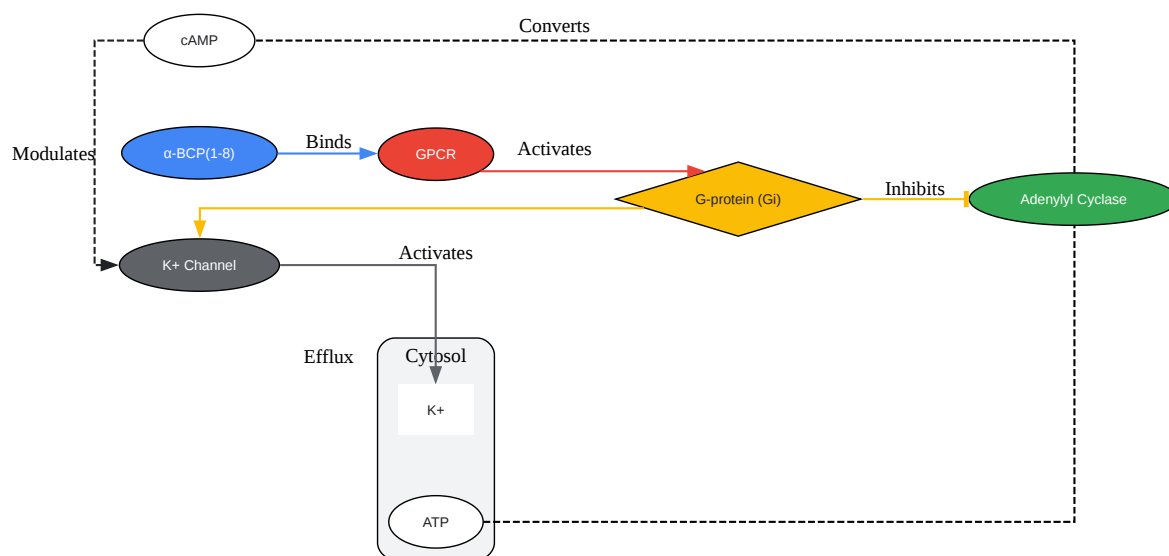 Converts
cAMP
Modulates
α-BCP(1-8)
Binds
GPCR
Activates
G-protein (Gi)
Inhibits
Adenylyl Cyclase
K+ Channel
Activates
Efflux
Cytosol
K+
ATP